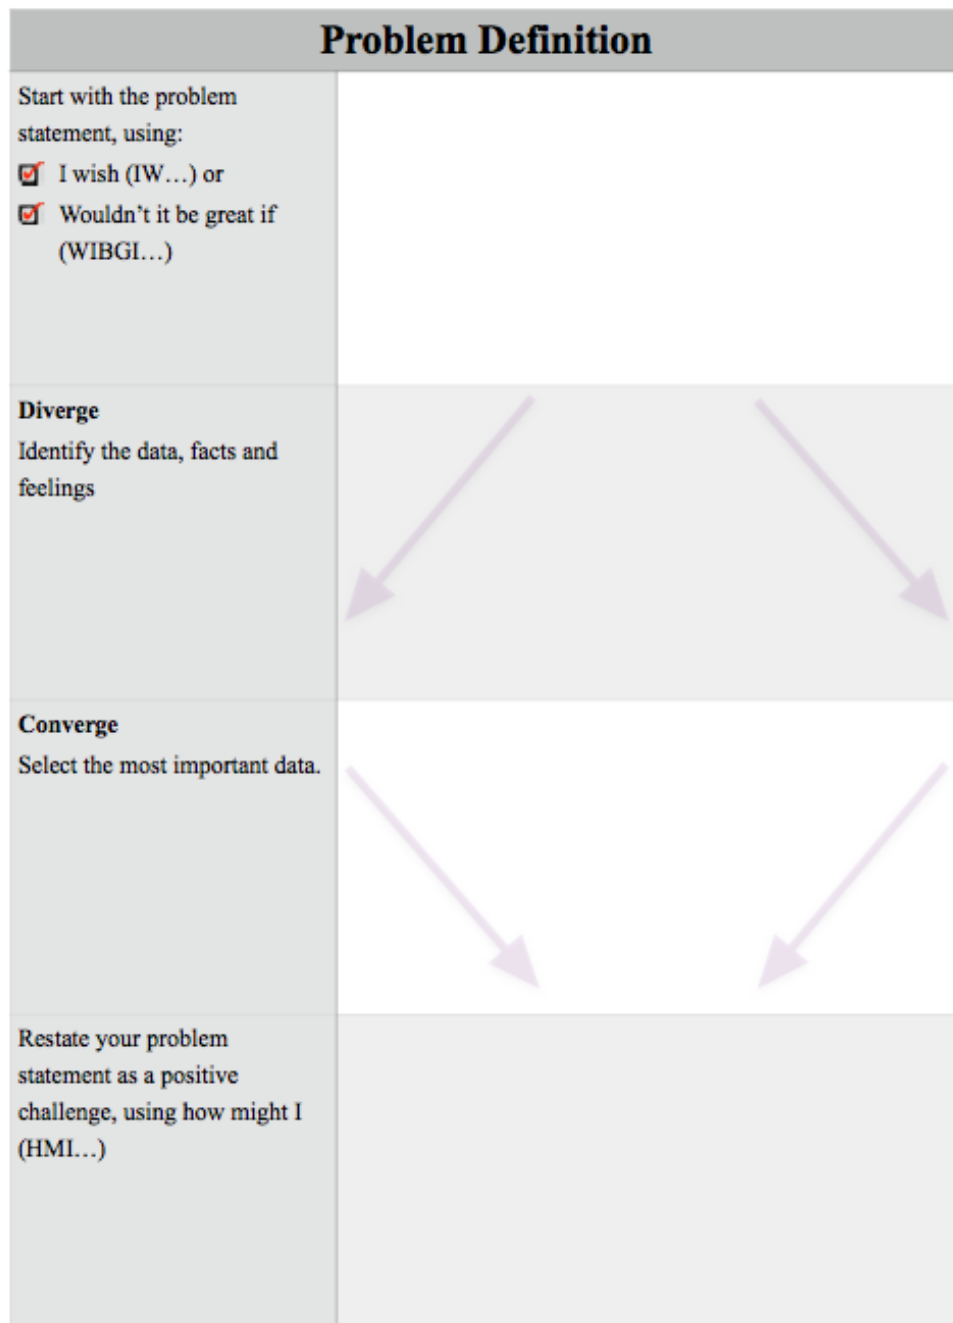 Problem Definition
Start with the problem
statement, using:
I wish (IW…) or
Wouldn’t it be great if
(WIBGI…)
Diverge
Identify the data, facts and
feelings
Converge
Select the most important data.
Restate your problem
statement as a positive
challenge, using how might I
(HMI…)